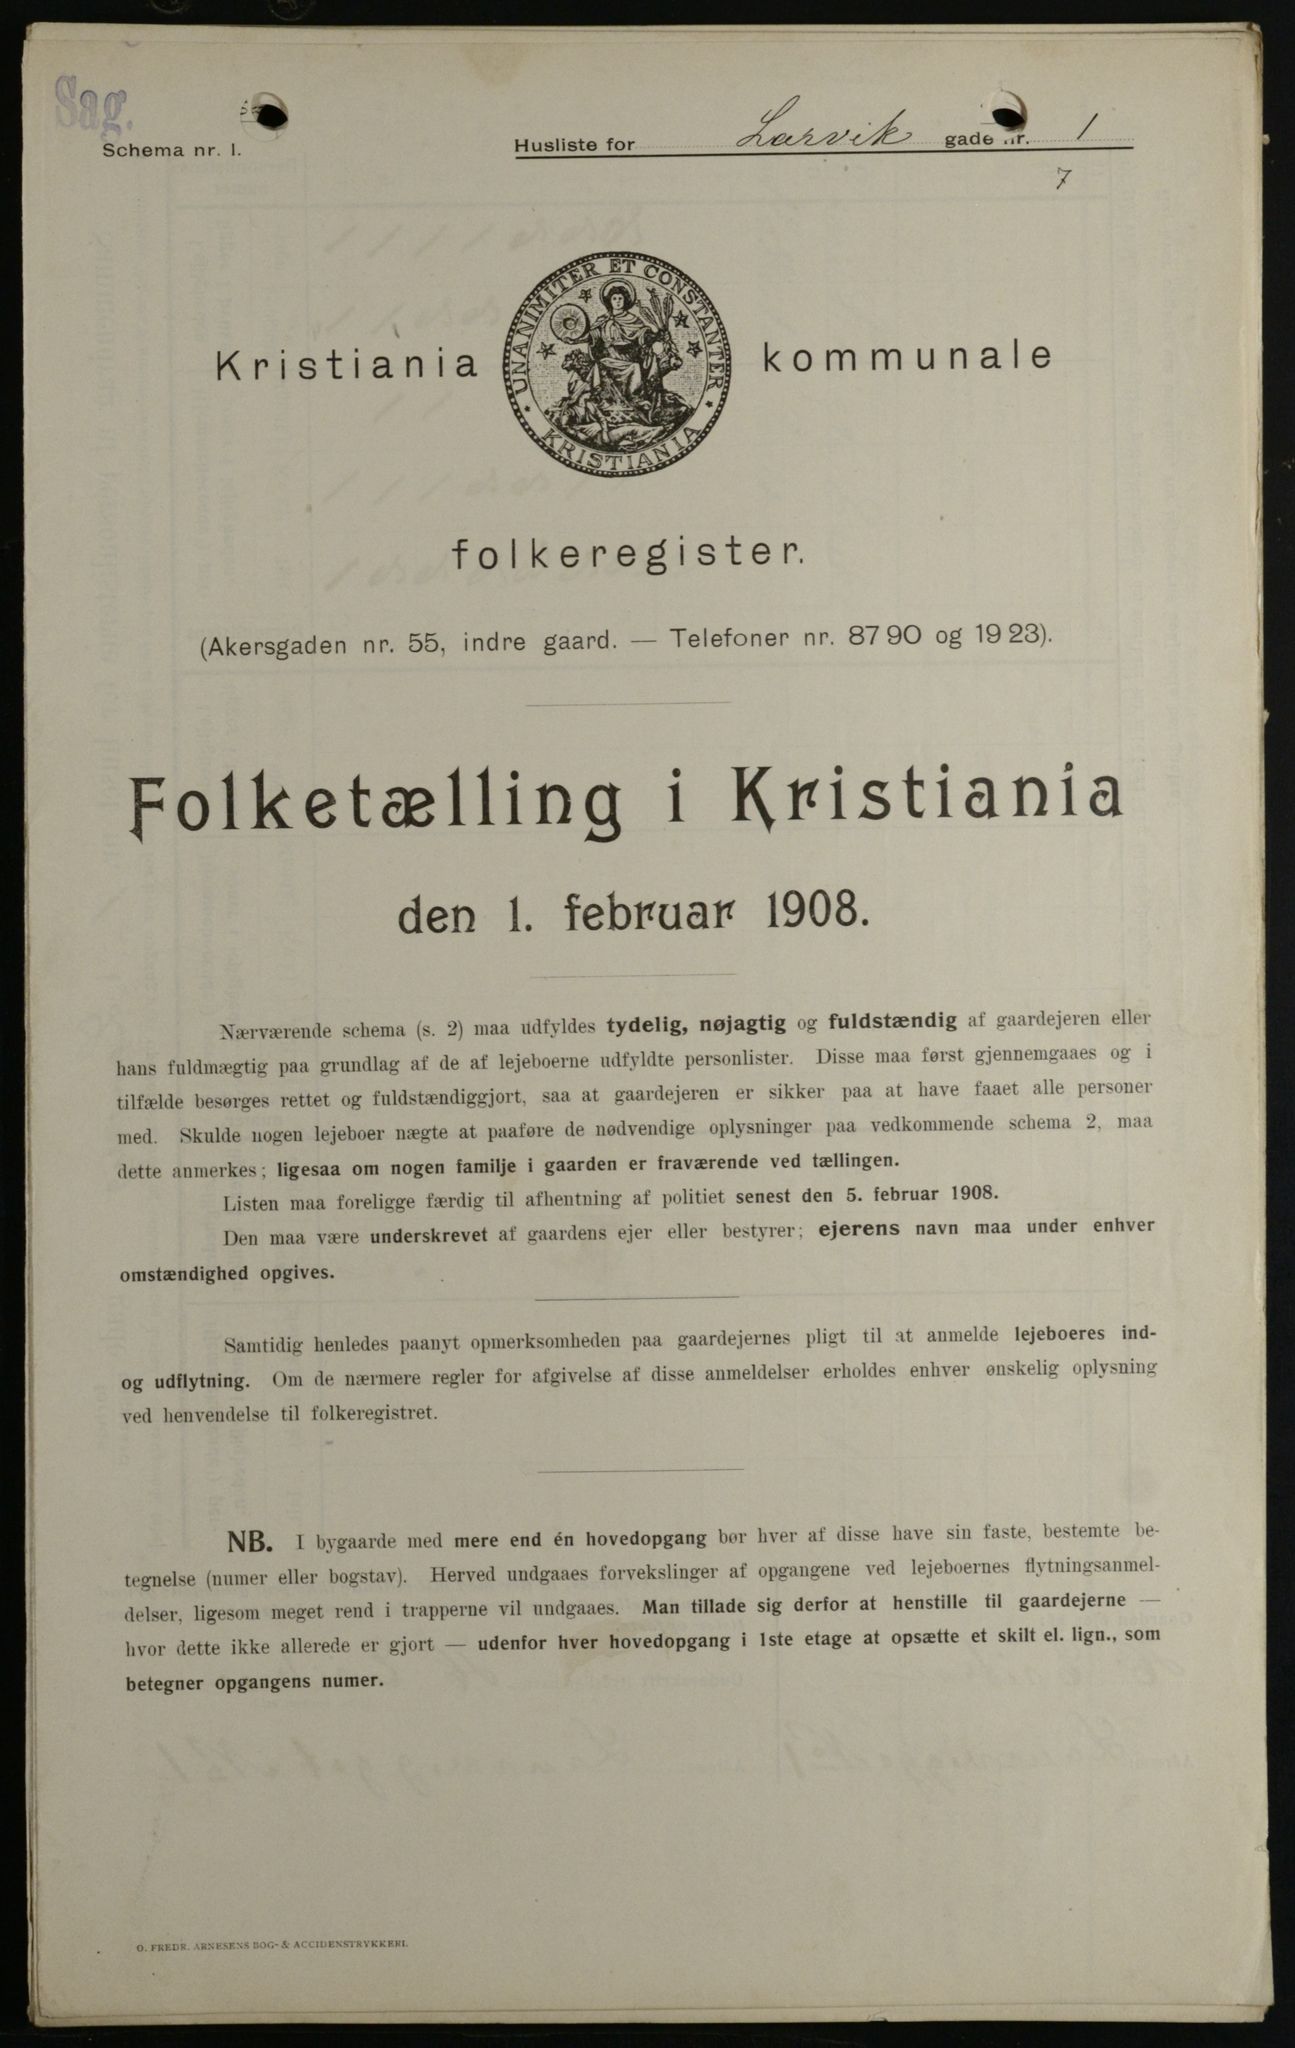 Sag.
Schema nr. 1.
Husliste for Larvik gade nr. 1
7
UNANIMITER ET CONSTANTER
KRISTIANIA
Kristiania kommunale
folkeregister.
(Akersgaden nr. 55, indre gaard. — Telefoner nr. 8790 og 1923).
Folketælling i Kristiania
den 1. februar 1908.
Nærværende schema (s. 2) maa udfyldes tydelig, nøjagtig og fuldstændig af gaardejeren eller
hans fuldmægtig paa grundlag af de af lejeboerne udfyldte personlister. Disse maa først gjennemgaaes og i
tilfælde besørges rettet og fuldstændiggjort, saa at gaardejeren er sikker paa at have faaet alle personer
med. Skulde nogen lejeboer nægte at paaføre de nødvendige oplysninger paa vedkommende schema 2, maa
dette anmerkes; ligesaa om nogen familje i gaarden er fraværende ved tællingen.
Listen maa foreligge færdig til afhentning af politiet senest den 5. februar 1908.
Den maa være underskrevet af gaardens ejer eller bestyrer; ejerens navn maa under enhver
omstændighed opgives.
Samtidig henledes paanyt opmerksomheden paa gaardejernes pligt til at anmelde lejeboeres ind-
og udflytning. Om de nærmere regler for afgivelse af disse anmeldelser erholdes enhver ønskelig oplysning
ved henvendelse til folkeregistret.
NB. I bygaarde med mere end én hovedopgang bør hver af disse have sin faste, bestemte be-
tegnelse (numer eller bogstav). Herved undgaaes forvekslinger af opgangene ved lejeboernes flytningsanmel-
delser, ligesom meget rend i trapperne vil undgaaes. Man tillade sig derfor at henstille til gaardejerne —
hvor dette ikke allerede er gjort — udenfor hver hovedopgang i 1ste etage at opsætte et skilt el. lign., som
betegner opgangens numer.
O. FREDR. ARNESENS BOG- & ACCIDENSTRYKKERI.